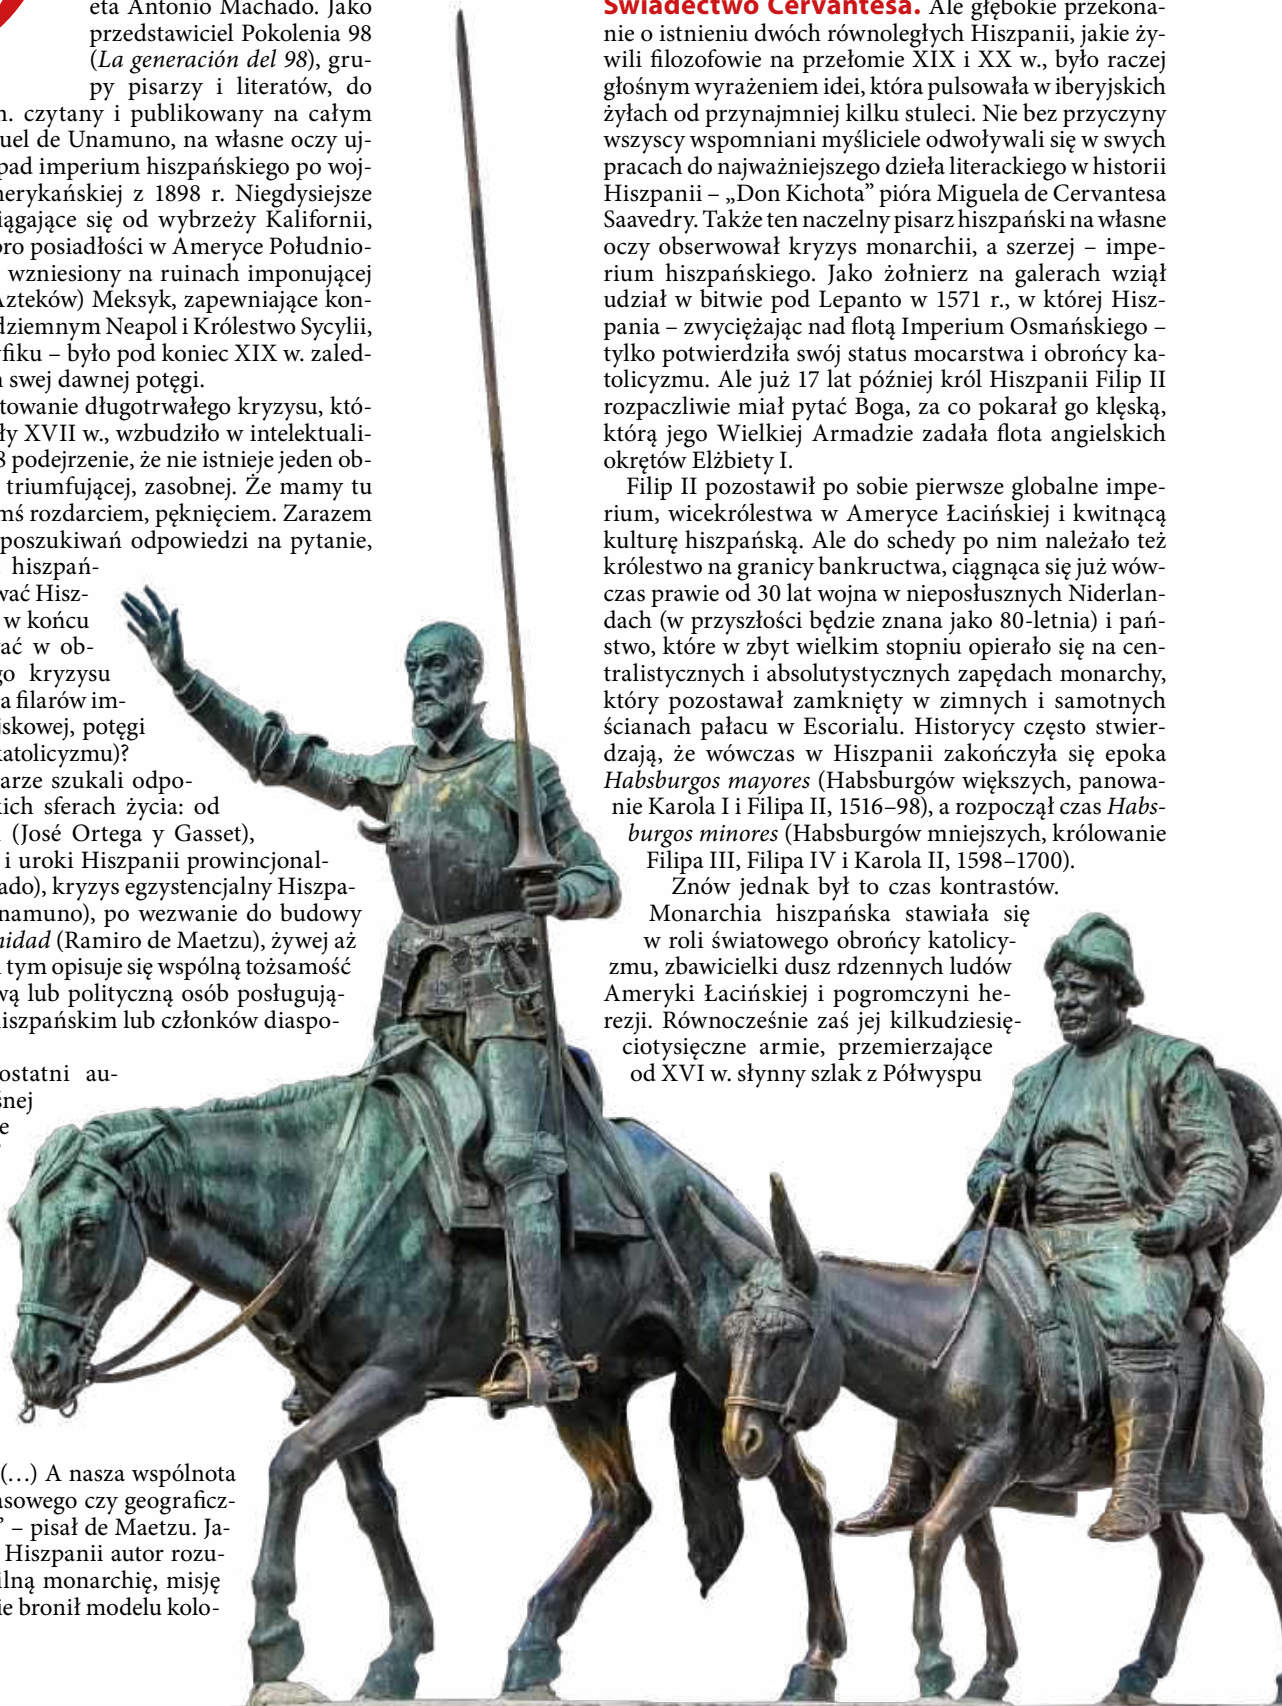 eta Antonio Machado. Jako
przedstawiciel Pokolenia 98
(La generación del 98), gru-
py pisarzy i literatów, do
czytany i publikowany na całym
uel de Unamuno, na własne oczy uj-
pad imperium hiszpańskiego po woj-
merykańskiej z 1898 r. Niegdysiejsze
iągające się od wybrzeży Kalifornii,
oro posiadłości w Ameryce Południo-
wzniesiony na ruinach imponującej
Azteków) Meksyk, zapewniające kon-
dziemnym Neapol i Królestwo Sycylii,
fiku – było pod koniec XIX w. zaled-
swej dawnej potęgi.
towanie długotrwałego kryzysu, któ-
ły XVII w., wzbudziło w intelektuali-
8 podejrzenie, że nie istnieje jeden ob-
triumfującej, zasobnej. Że mamy tu
mś rozdarciem, pęknięciem. Zarazem
poszukiwań odpowiedzi na pytanie,
hiszpań-
wać Hisz-
w końcu
ać w ob-
go kryzysu
a filarów im-
jskowej, potęgi
katolicyzmu)?
arze szukali odpo-
kich sferach życia: od
(José Ortega y Gasset),
i uroki Hiszpanii prowincjonal-
ado), kryzys egzystencjalny Hiszpa-
namuno), po wezwanie do budowy
nidad (Ramiro de Maetzu), żywej aż
tym opisuje się wspólną tożsamość
wą lub polityczną osób posługują-
hiszpańskim lub członków diaspo-
ostatni au-
śnej
e
(…) A nasza wspólnota
asowego czy geograficz-
” – pisał de Maetzu. Ja-
Hiszpanii autor rozu-
ilną monarchię, misję
ie bronił modelu kolo-
Świadectwo Cervantesa. Ale głębokie przekona-
nie o istnieniu dwóch równoległych Hiszpanii, jakie ży-
wili filozofowie na przełomie XIX i XX w., było raczej
głośnym wyrażeniem idei, która pulsowała w iberyjskich
żyłach od przynajmniej kilku stuleci. Nie bez przyczyny
wszyscy wspomniani myśliciele odwoływali się w swych
pracach do najważniejszego dzieła literackiego w historii
Hiszpanii – „Don Kichota” pióra Miguela de Cervantesa
Saavedry. Także ten naczelny pisarz hiszpański na własne
oczy obserwował kryzys monarchii, a szerzej – impe-
rium hiszpańskiego. Jako żołnierz na galerach wziął
udział w bitwie pod Lepanto w 1571 r., w której Hisz-
pania – zwyciężając nad flotą Imperium Osmańskiego –
tylko potwierdziła swój status mocarstwa i obrońcy ka-
tolicyzmu. Ale już 17 lat później król Hiszpanii Filip II
rozpaczliwie miał pytać Boga, za co pokarał go klęską,
którą jego Wielkiej Armadzie zadała flota angielskich
okrętów Elżbiety I.
Filip II pozostawił po sobie pierwsze globalne impe-
rium, wicekrólestwa w Ameryce Łacińskiej i kwitnącą
kulturę hiszpańską. Ale do schedy po nim należało też
królestwo na granicy bankructwa, ciągnąca się już wów-
czas prawie od 30 lat wojna w nieposłusznych Niderlan-
dach (w przyszłości będzie znana jako 80-letnia) i pań-
stwo, które w zbyt wielkim stopniu opierało się na cen-
tralistycznych i absolutystycznych zapędach monarchy,
który pozostawał zamknięty w zimnych i samotnych
ścianach pałacu w Escorialu. Historycy często stwier-
dzają, że wówczas w Hiszpanii zakończyła się epoka
Habsburgos mayores (Habsburgów większych, panowa-
nie Karola I i Filipa II, 1516–98), a rozpoczął czas Habs-
burgos minores (Habsburgów mniejszych, królowanie
Filipa III, Filipa IV i Karola II, 1598–1700).
Znów jednak był to czas kontrastów.
Monarchia hiszpańska stawiała się
w roli światowego obrońcy katolicy-
zmu, zbawicielki dusz rdzennych ludów
Ameryki Łacińskiej i pogromczyni he-
rezji. Równocześnie zaś jej kilkudziesię-
ciotysięczne armie, przemierzające
od XVI w. słynny szlak z Półwyspu